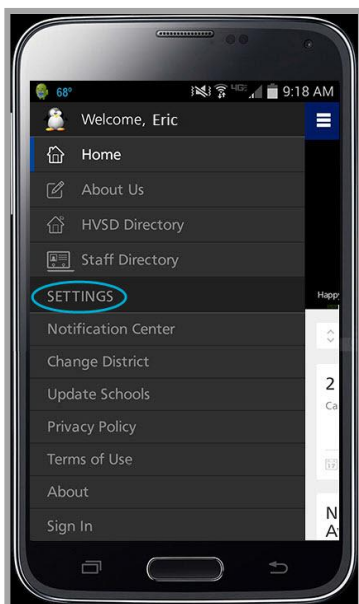 68° 4G 9:18 AM
Welcome, Eric
Home
About Us
HVSD Directory
Staff Directory
SETTINGS
Happy
Notification Center
Change District
Update Schools
2
Ca
Privacy Policy
Terms of Use
About
N
Sign In
A